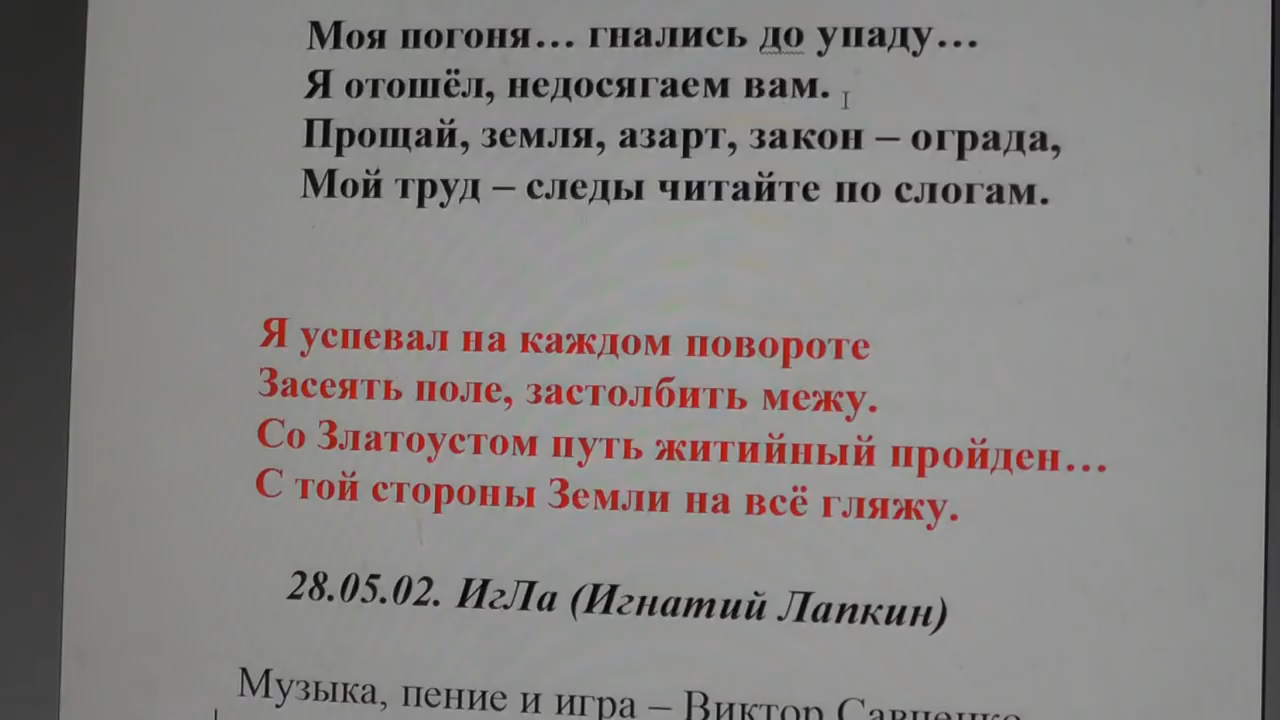 Моя погоня… гнались до упаду…
Я отошёл, недосягаем вам.
Прощай, земля, азарт, закон – ограда,
Мой труд – следы читайте по слогам.
Я успевал на каждом повороте
Засеять поле, застолбить межу.
Со Златоустом путь житийный пройден…
С той стороны Земли на всё гляжу.
28.05.02. ИгЛа (Игнатий Лапкин)
Музыка, пение и игра – Виктор Савченко